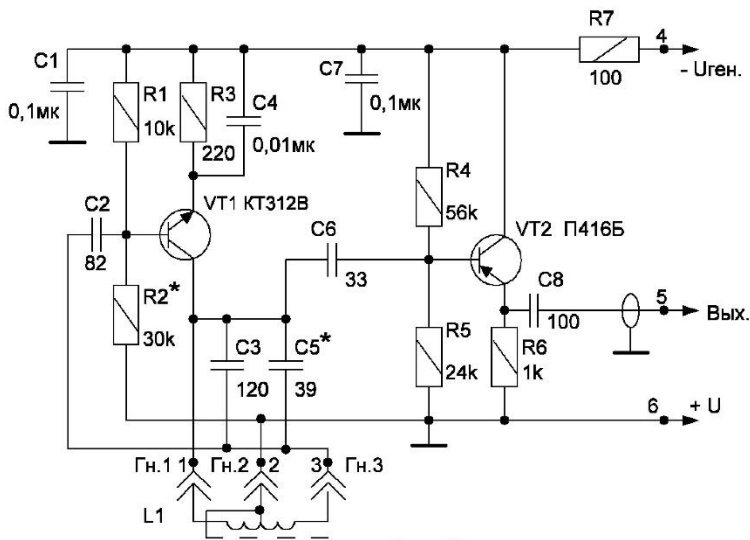 R7
4
C1
C7
100
- Uген.
0,1мк
R1
R3
C4
0,1мк
10k
220
0,01мк
R4
56k
C2
VT1 КТ312В
C6
VT2 П416Б
82
33
C8
R2*
5
100
Вых.
30k
C3
C5*
R5
R6
120
39
24k
1k
6
+ U
Гн.1 1
Гн.2
2
3
Гн.3
L1